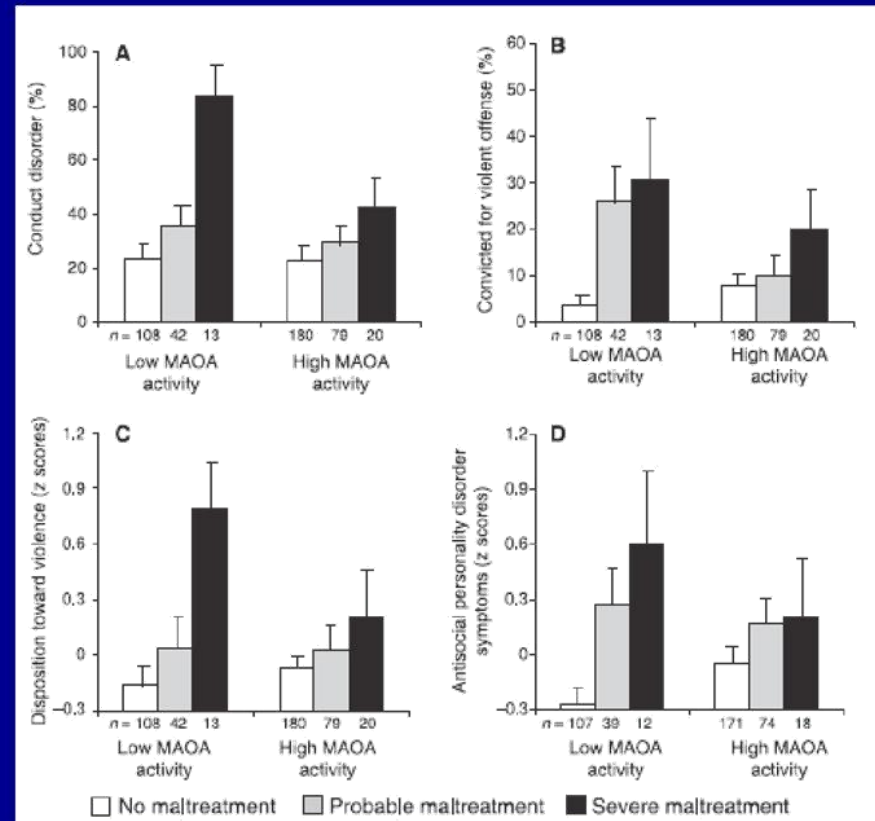 A
Conduct disorder (%)
100
80
60
40
20
0
n = 108 42 13
180 79 20
Low MAOA
activity
High MAOA
activity
B
Convicted for violent offense (%)
60
50
40
30
20
10
0
n = 108 42 13
180 79 20
Low MAOA
activity
High MAOA
activity
C
Disposition toward violence (z scores)
1.2
0.9
0.6
0.3
0
–0.3
n = 108 42 13
180 79 20
Low MAOA
activity
High MAOA
activity
D
Antisocial personality disorder
symptoms (z scores)
1.2
0.9
0.6
0.3
0
–0.3
n = 107 39 12
171 74 18
Low MAOA
activity
High MAOA
activity
No maltreatment
Probable maltreatment
Severe maltreatment